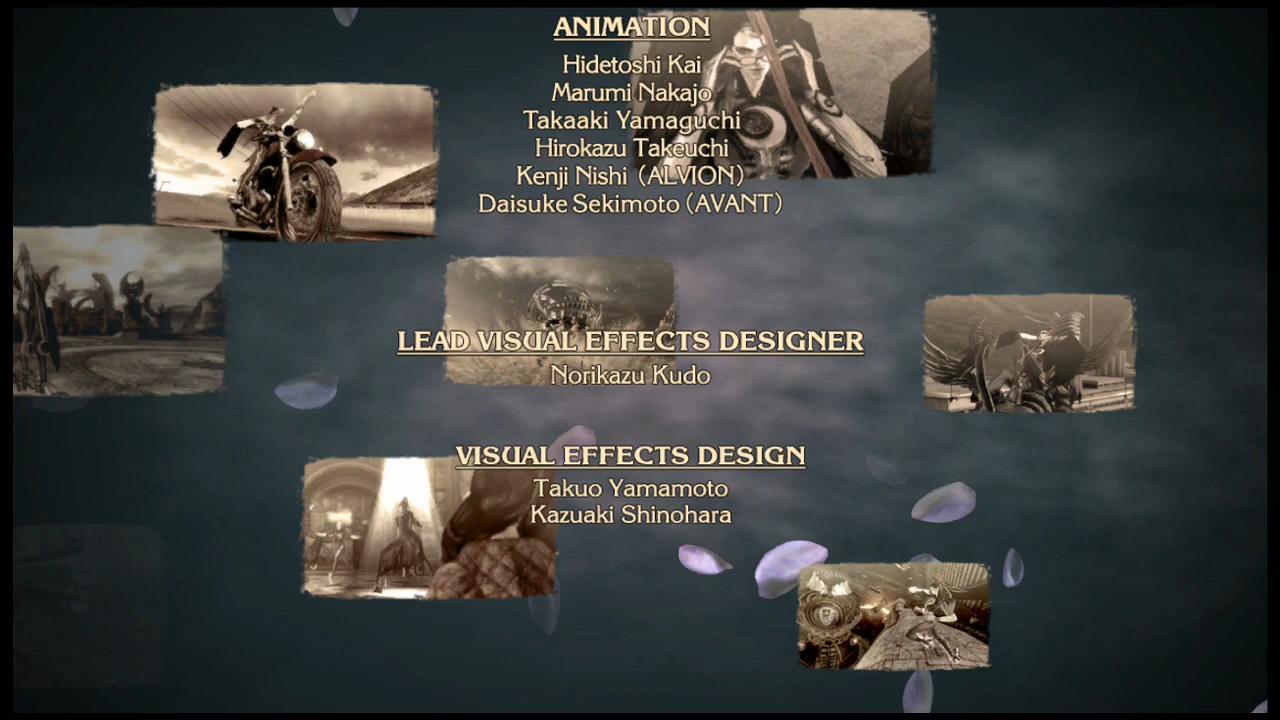 ANIMATION
Hidetoshi Kai
Marumi Nakajo
Takaaki Yamaguchi
Hirokazu Takeuchi
Kenji Nishi (ALVION)
Daisuke Sekimoto (AVANT)
LEAD VISUAL EFFECTS DESIGNER
Norikazu Kudo
VISUAL EFFECTS DESIGN
Takuo Yamamoto
Kazuaki Shinohara